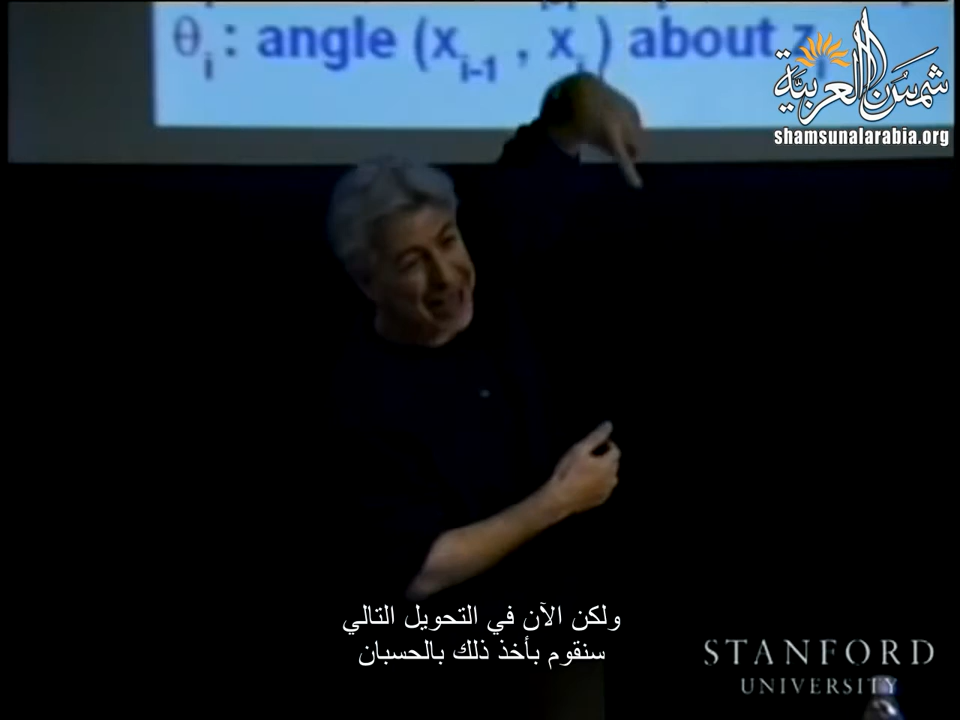 θi : angle (xi-1 , xi) about zi
شمس العربية
shamsunalarabia.org
ولكن الآن في التحويل التالي
سنقوم بأخذ ذلك بالحسبان
STANFORD
UNIVERSITY